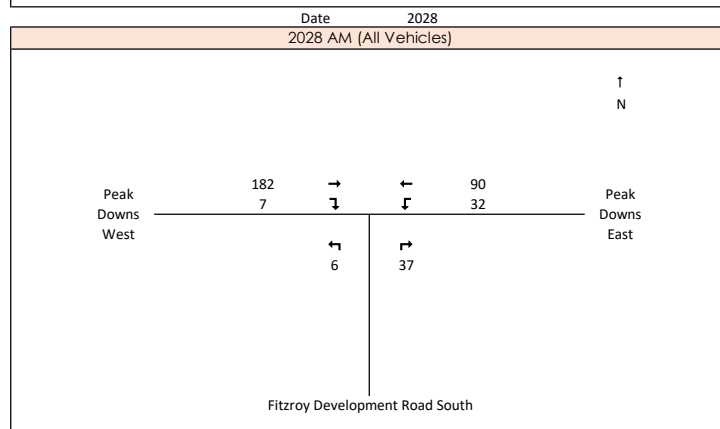 Date 2028
2028 AM (All Vehicles)
↑
N
182 → ← 90
7 ↴ 32
Peak Downs West
Peak Downs East
↰ ↱
6 37
Fitzroy Development Road South